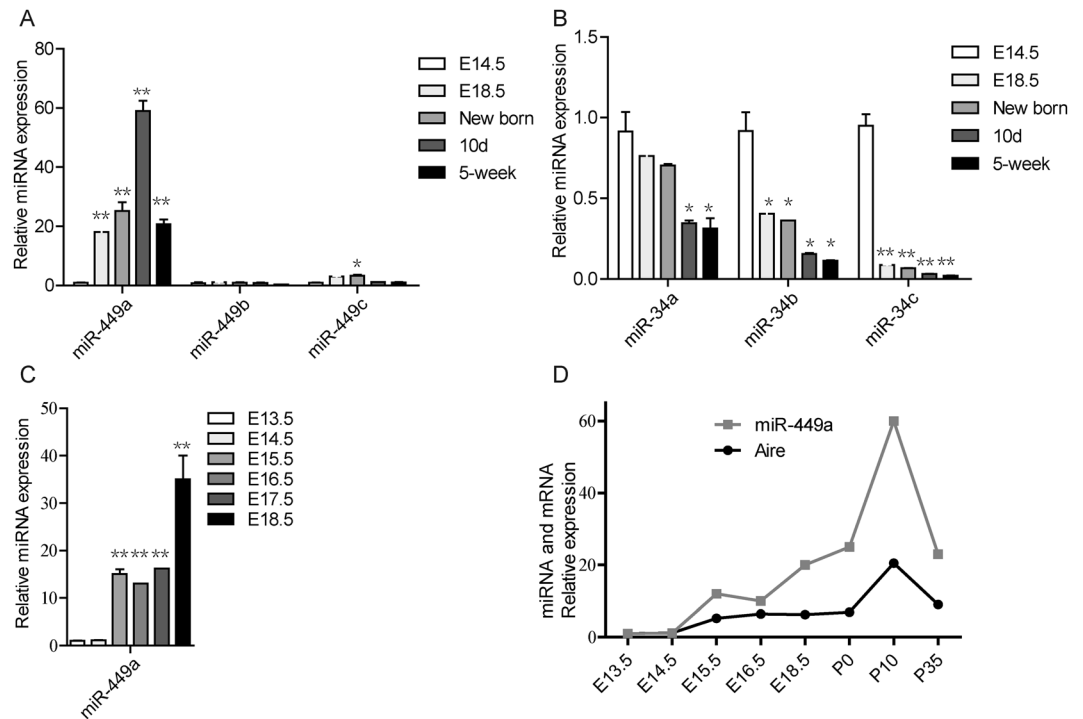 A
Relative miRNA expression
80
60
40
20
0
**
**
**
**
*
miR-449a
miR-449b
miR-449c
E14.5
E18.5
New born
10d
5-week
B
Relative miRNA expression
1.5
1.0
0.5
0.0
* *
* *
* *
** ** ** **
miR-34a
miR-34b
miR-34c
E14.5
E18.5
New born
10d
5-week
C
Relative miRNA expression
50
40
30
20
10
0
** ** **
**
miR-449a
E13.5
E14.5
E15.5
E16.5
E17.5
E18.5
D
miRNA and mRNA
Relative expression
60
40
20
0
miR-449a
Aire
E13.5
E14.5
E15.5
E16.5
E18.5
P0
P10
P35